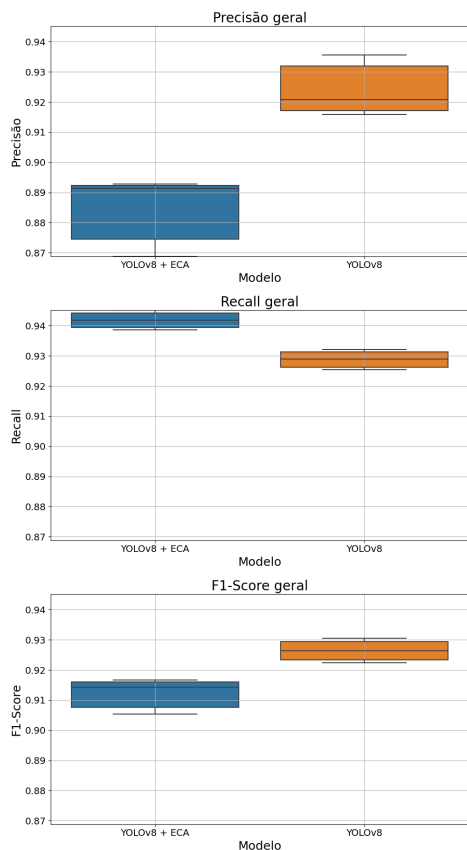 Precisão geral
0.94
0.93
0.92
0.91
0.90
0.89
0.88
0.87
Precisão
YOLOv8 + ECA YOLOv8
Modelo
Recall geral
0.94
0.93
0.92
0.91
0.90
0.89
0.88
0.87
Recall
YOLOv8 + ECA YOLOv8
Modelo
F1-Score geral
0.94
0.93
0.92
0.91
0.90
0.89
0.88
0.87
F1-Score
YOLOv8 + ECA YOLOv8
Modelo